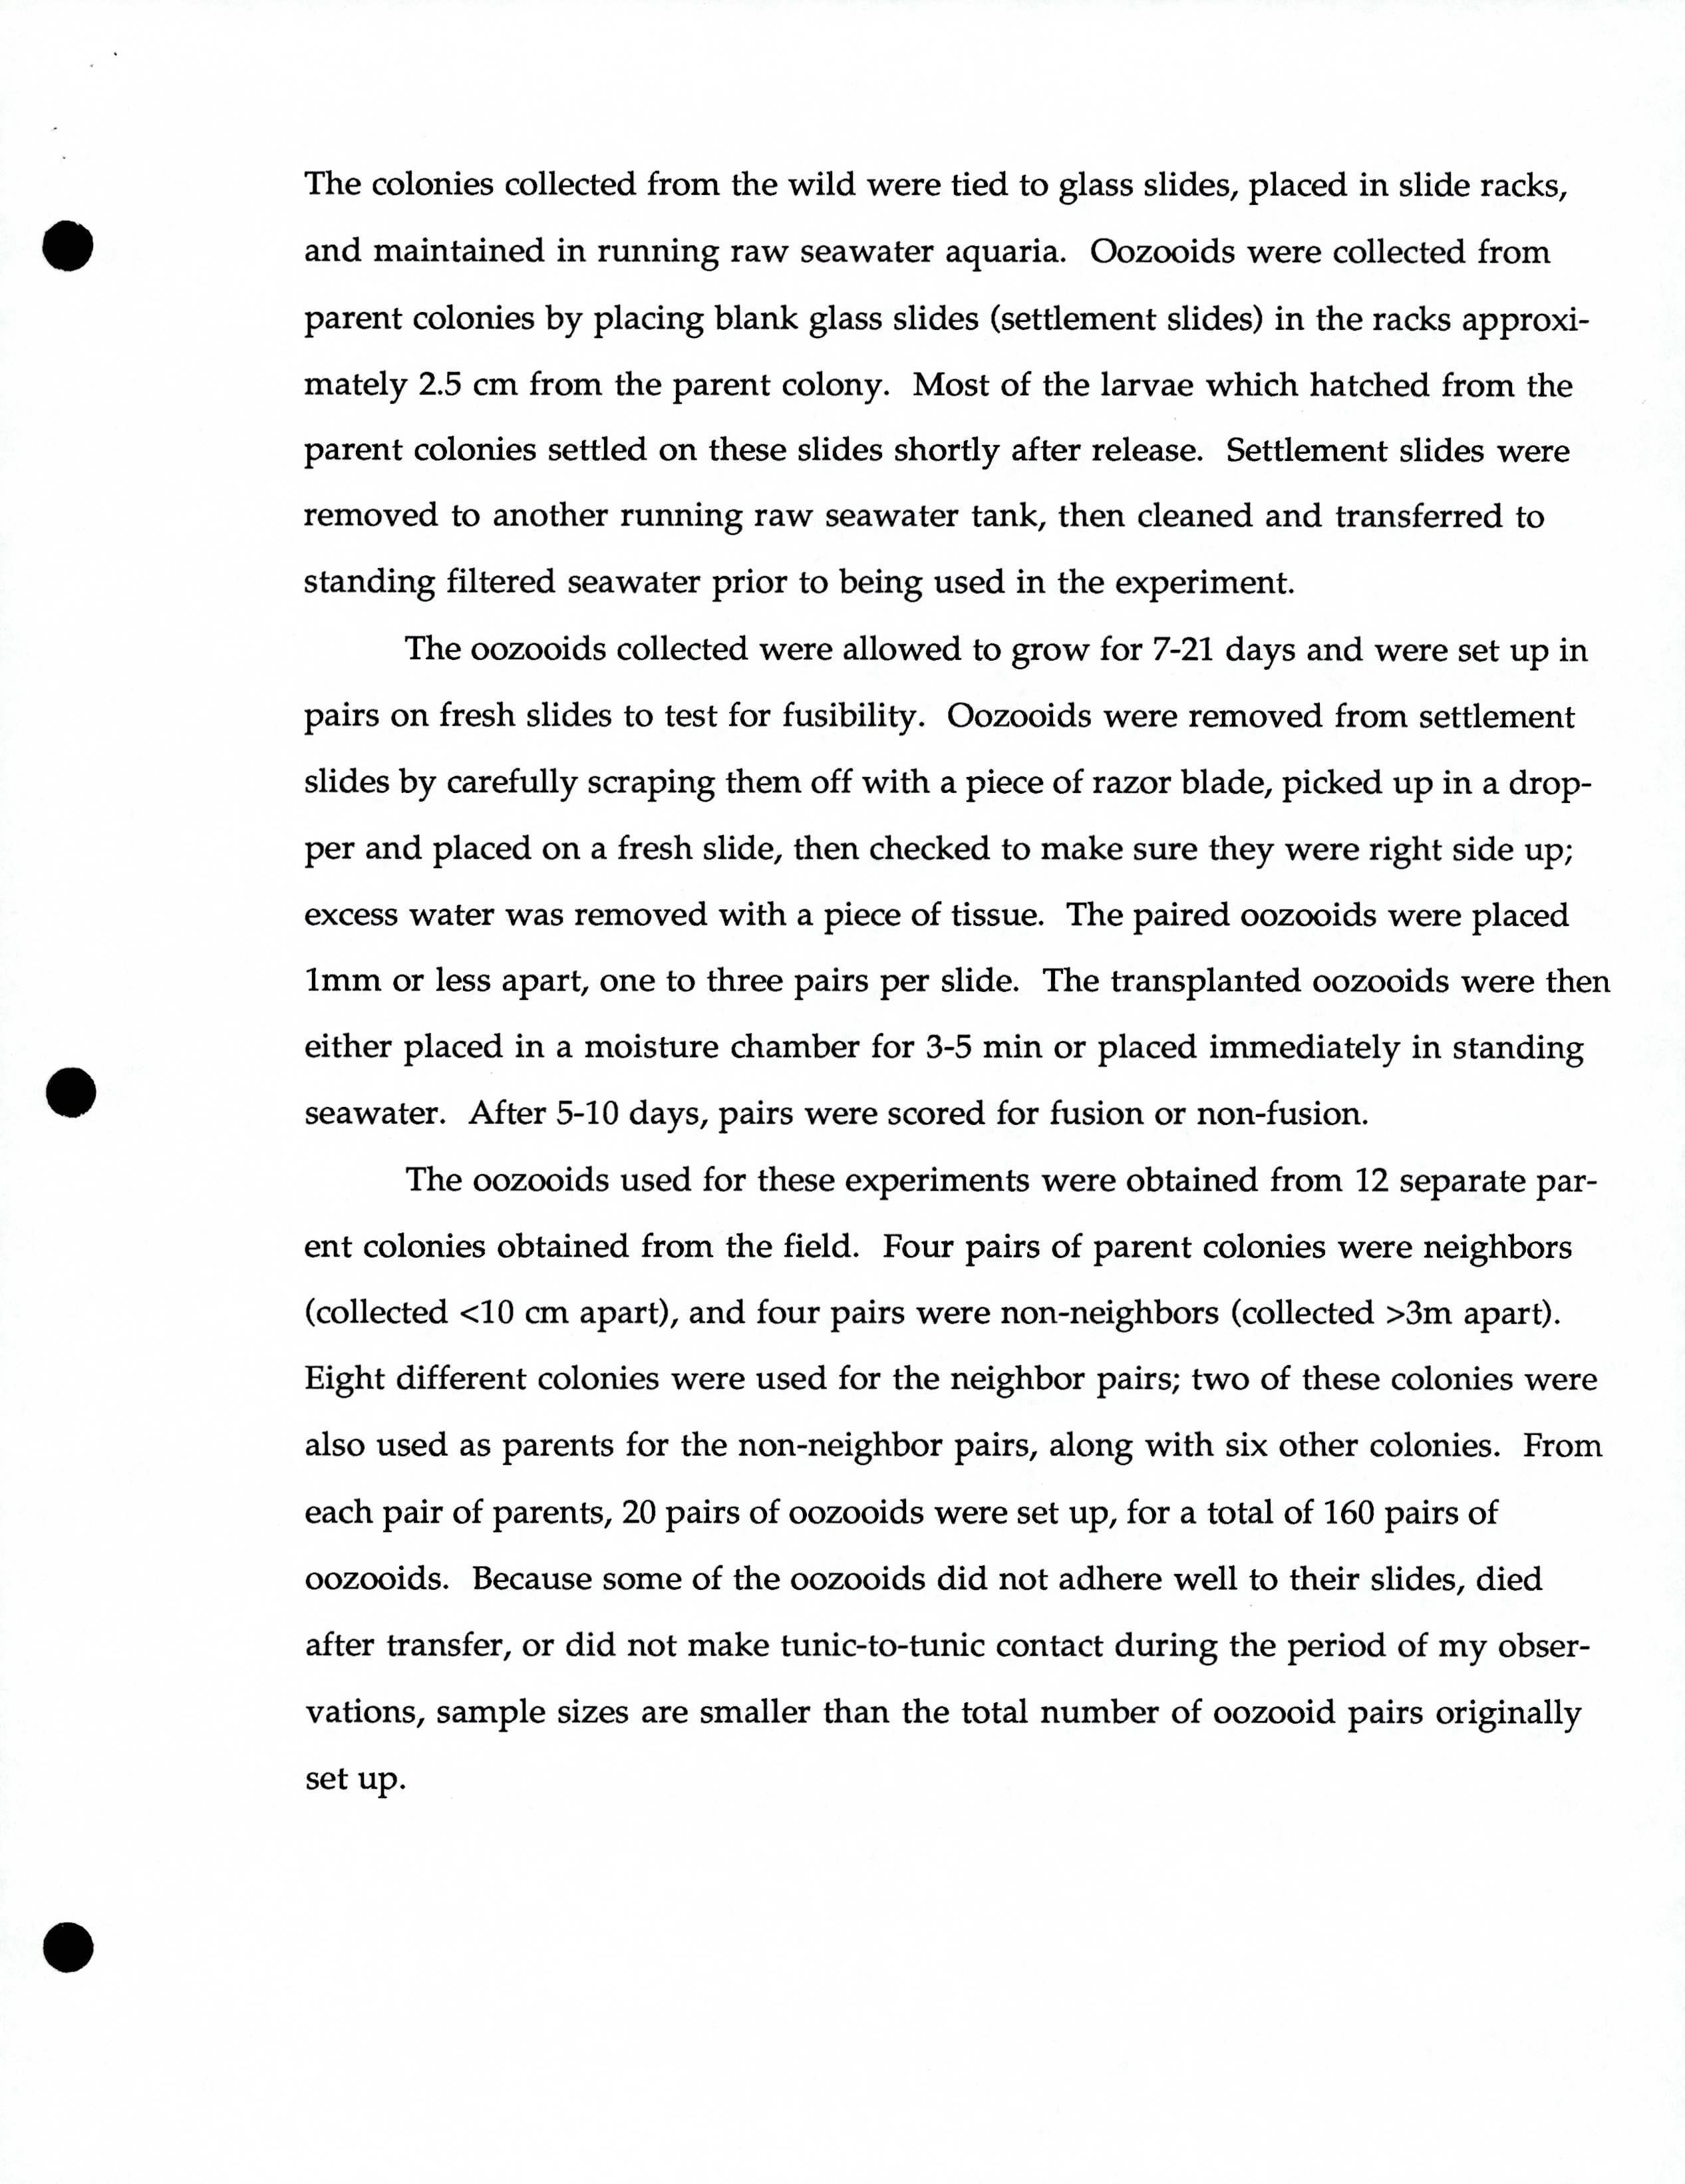 The colonies collected from the wild were tied to glass slides, placed in slide racks,
and maintained in running raw seawater aquaria. Oozooids were collected from
parent colonies by placing blank glass slides (settlement slides) in the racks approxi-
mately 2.5 cm from the parent colony. Most of the larvae which hatched from the
parent colonies settled on these slides shortly after release. Settlement slides were
removed to another running raw seawater tank, then cleaned and transferred to
standing filtered seawater prior to being used in the experiment.
The oozooids collected were allowed to grow for 7-21 days and were set up in
pairs on fresh slides to test for fusibility. Oozooids were removed from settlement
slides by carefully scraping them off with a piece of razor blade, picked up in a drop-
per and placed on a fresh slide, then checked to make sure they were right side up;
excess water was removed with a piece of tissue. The paired oozooids were placed
1mm or less apart, one to three pairs per slide. The transplanted oozooids were then
either placed in a moisture chamber for 3-5 min or placed immediately in standing
seawater. After 5-10 days, pairs were scored for fusion or non-fusion.
The oozooids used for these experiments were obtained from 12 separate par-
ent colonies obtained from the field. Four pairs of parent colonies were neighbors
(collected <10 cm apart), and four pairs were non-neighbors (collected >3m apart).
Eight different colonies were used for the neighbor pairs; two of these colonies were
also used as parents for the non-neighbor pairs, along with six other colonies. From
each pair of parents, 20 pairs of oozooids were set up, for a total of 160 pairs of
oozooids. Because some of the oozooids did not adhere well to their slides, died
after transfer, or did not make tunic-to-tunic contact during the period of my obser-
vations, sample sizes are smaller than the total number of oozooid pairs originally
set up.